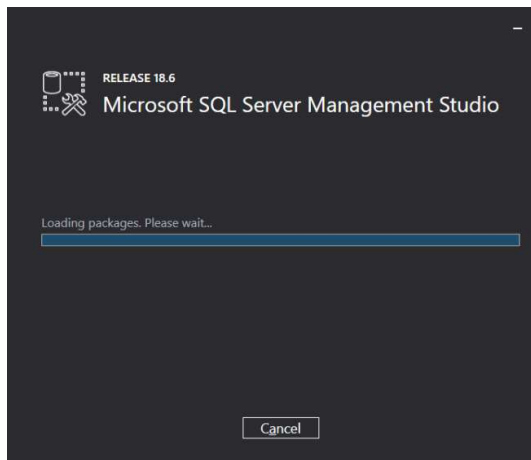 RELEASE 18.6
Microsoft SQL Server Management Studio
Loading packages. Please wait...
Cancel